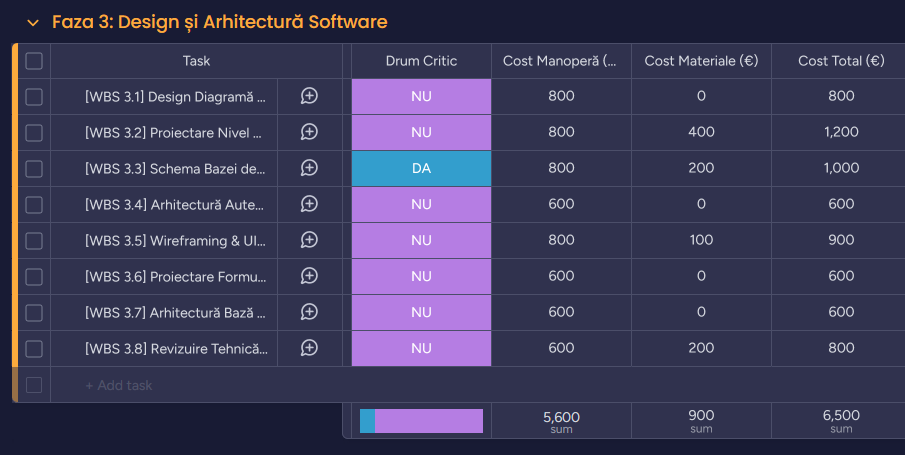 Faza 3: Design și Arhitectură Software
Task Drum Critic Cost Manoperă (... Cost Materiale (€) Cost Total (€)
[WBS 3.1] Design Diagramă ... NU 800 0 800
[WBS 3.2] Proiectare Nivel ... NU 800 400 1,200
[WBS 3.3] Schema Bazei de... DA 800 200 1,000
[WBS 3.4] Arhitectură Aute... NU 600 0 600
[WBS 3.5] Wireframing & UI... NU 800 100 900
[WBS 3.6] Proiectare Formu... NU 600 0 600
[WBS 3.7] Arhitectură Bază ... NU 600 0 600
[WBS 3.8] Revizuire Tehnică... NU 600 200 800
+ Add task
5,600 900 6,500
sum sum sum